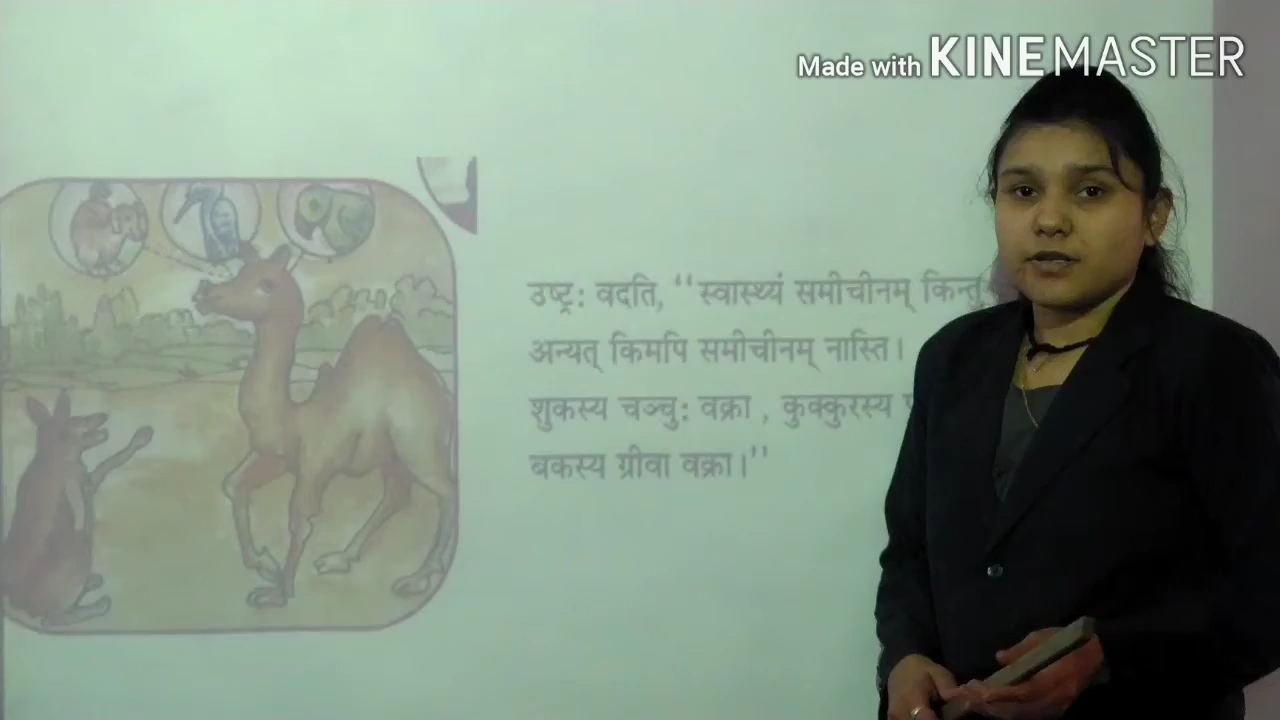 Made with KINEMASTER
उष्ट्रः वदति, “स्वास्थ्यं समीचीनम् किन्तु
अन्यत् किमपि समीचीनम् नास्ति।
शुकस्य चञ्चुः वक्रा , कुक्कुरस्य
बकस्य ग्रीवा वक्रा।”